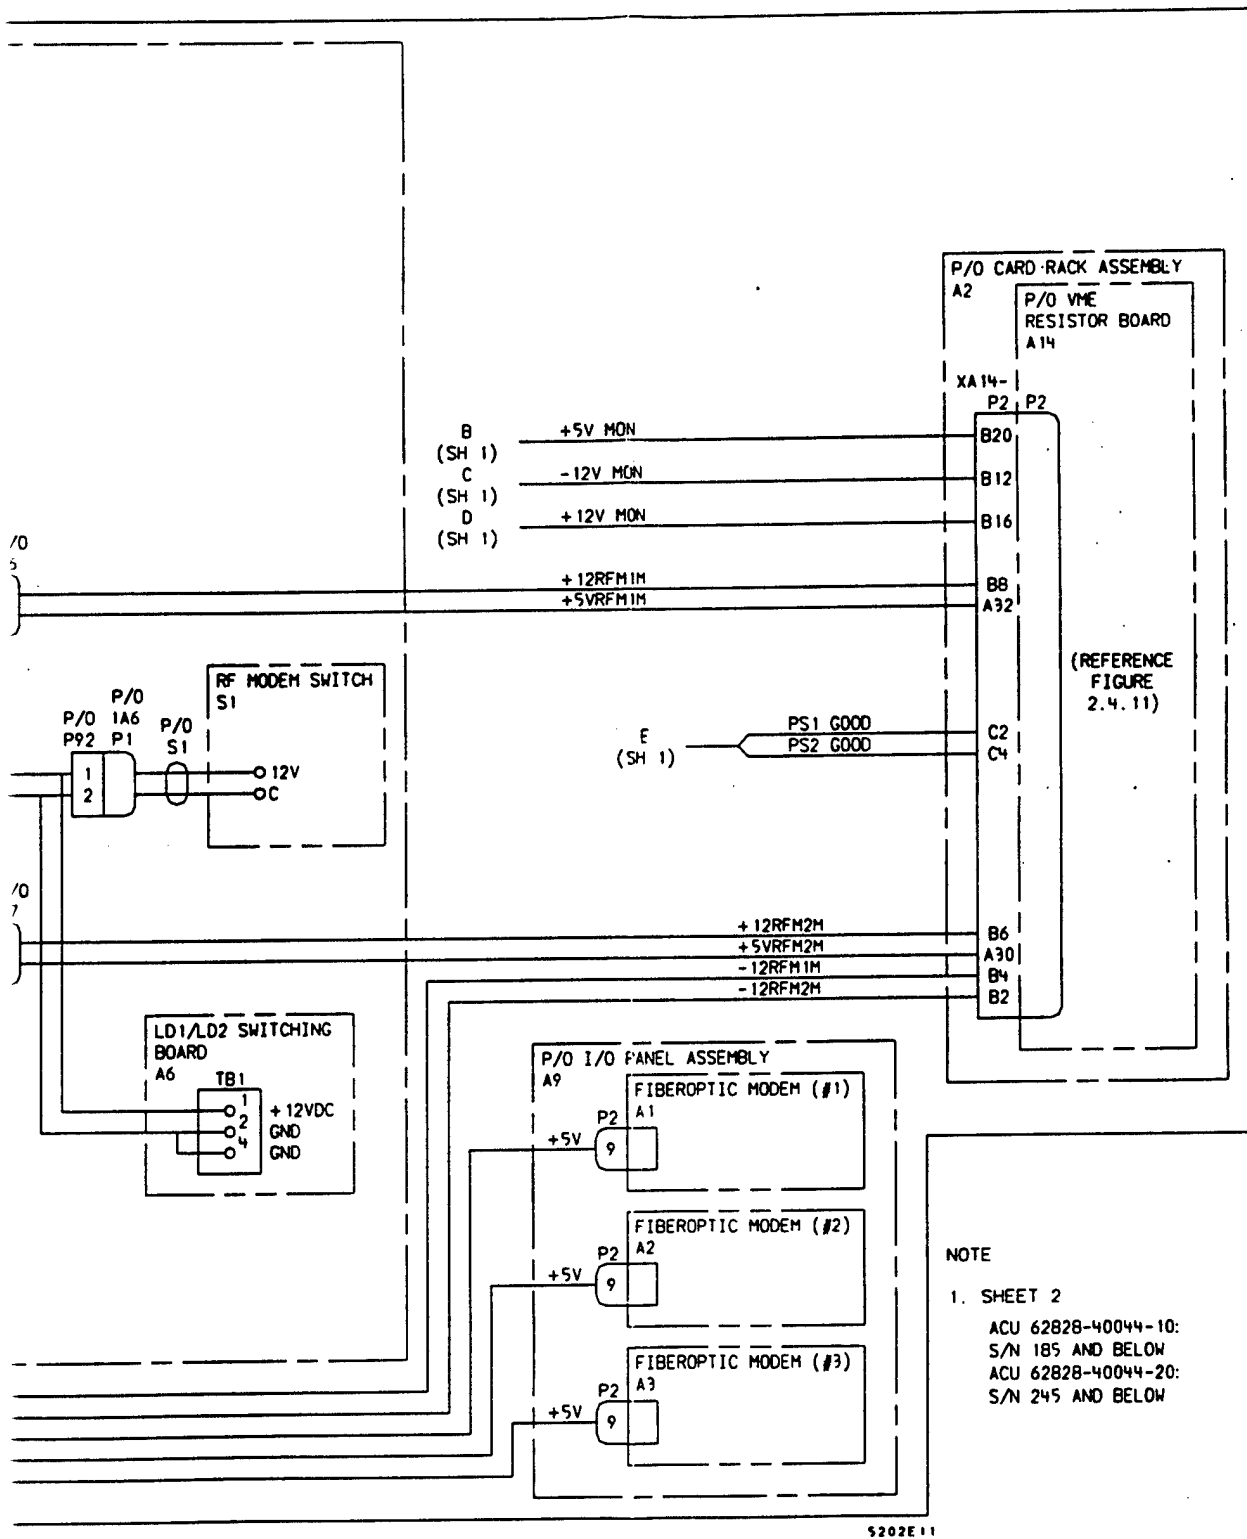 P/O CARD RACK ASSEMBLY
A2
P/O VME
RESISTOR BOARD
A14
XA14-
P2 P2
B
(SH 1)
+5V MON
B20
C
(SH 1)
-12V MON
B12
D
(SH 1)
+12V MON
B16
/O
+12RFM1M
B8
+5VRFM1M
A32
(REFERENCE
FIGURE
2.4.11)
RF MODEM SWITCH
S1
P/O
P92
P/O
1A6
P1
P/O
S1
1
2
12V
C
E
(SH 1)
PS1 GOOD
C2
PS2 GOOD
C4
/O
7
+12RFM2M
B6
+5VRFM2M
A30
-12RFM1M
B4
-12RFM2M
B2
LD1/LD2 SWITCHING
BOARD
A6
TB1
1 +12VDC
2 GND
4 GND
P/O I/O PANEL ASSEMBLY
A9
FIBEROPTIC MODEM (#1)
A1
P2
+5V
9
FIBEROPTIC MODEM (#2)
A2
P2
+5V
9
FIBEROPTIC MODEM (#3)
A3
P2
+5V
9
NOTE
1. SHEET 2
ACU 62828-40044-10:
S/N 185 AND BELOW
ACU 62828-40044-20:
S/N 245 AND BELOW
5202E11